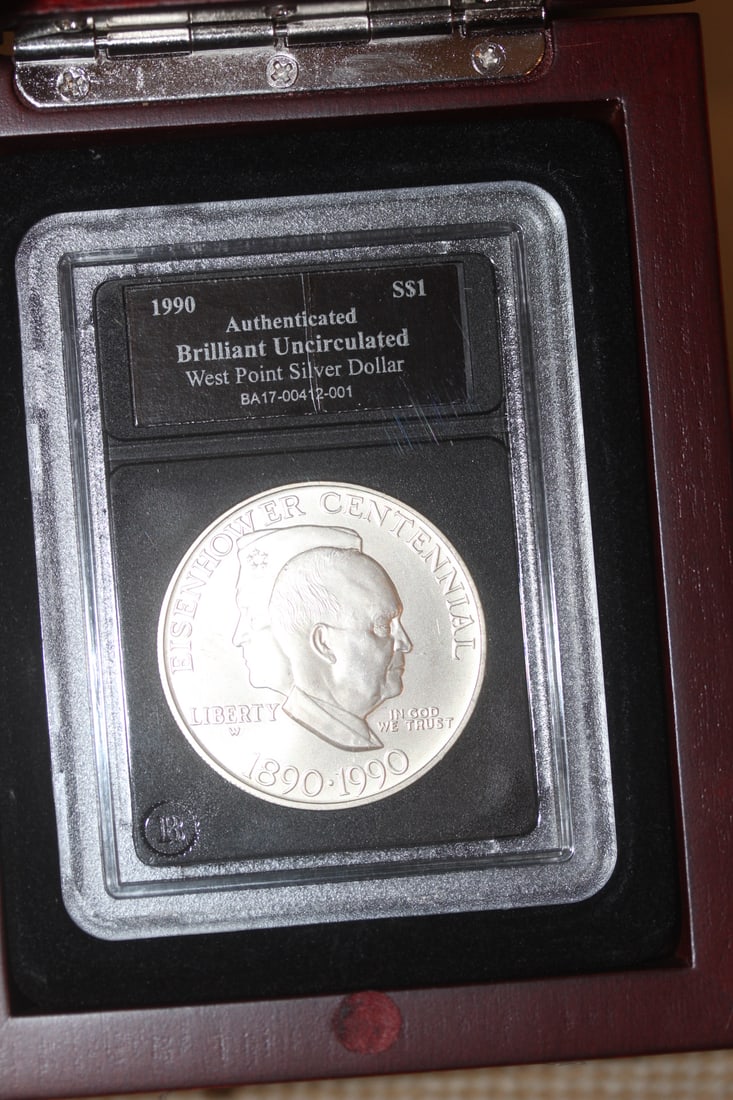 1990 S$1
Authenticated
Brilliant Uncirculated
West Point Silver Dollar
BA17-00412-001
EISENHOWER CENTENNIAL
LIBERTY
W
IN GOD
WE TRUST
1890·1990